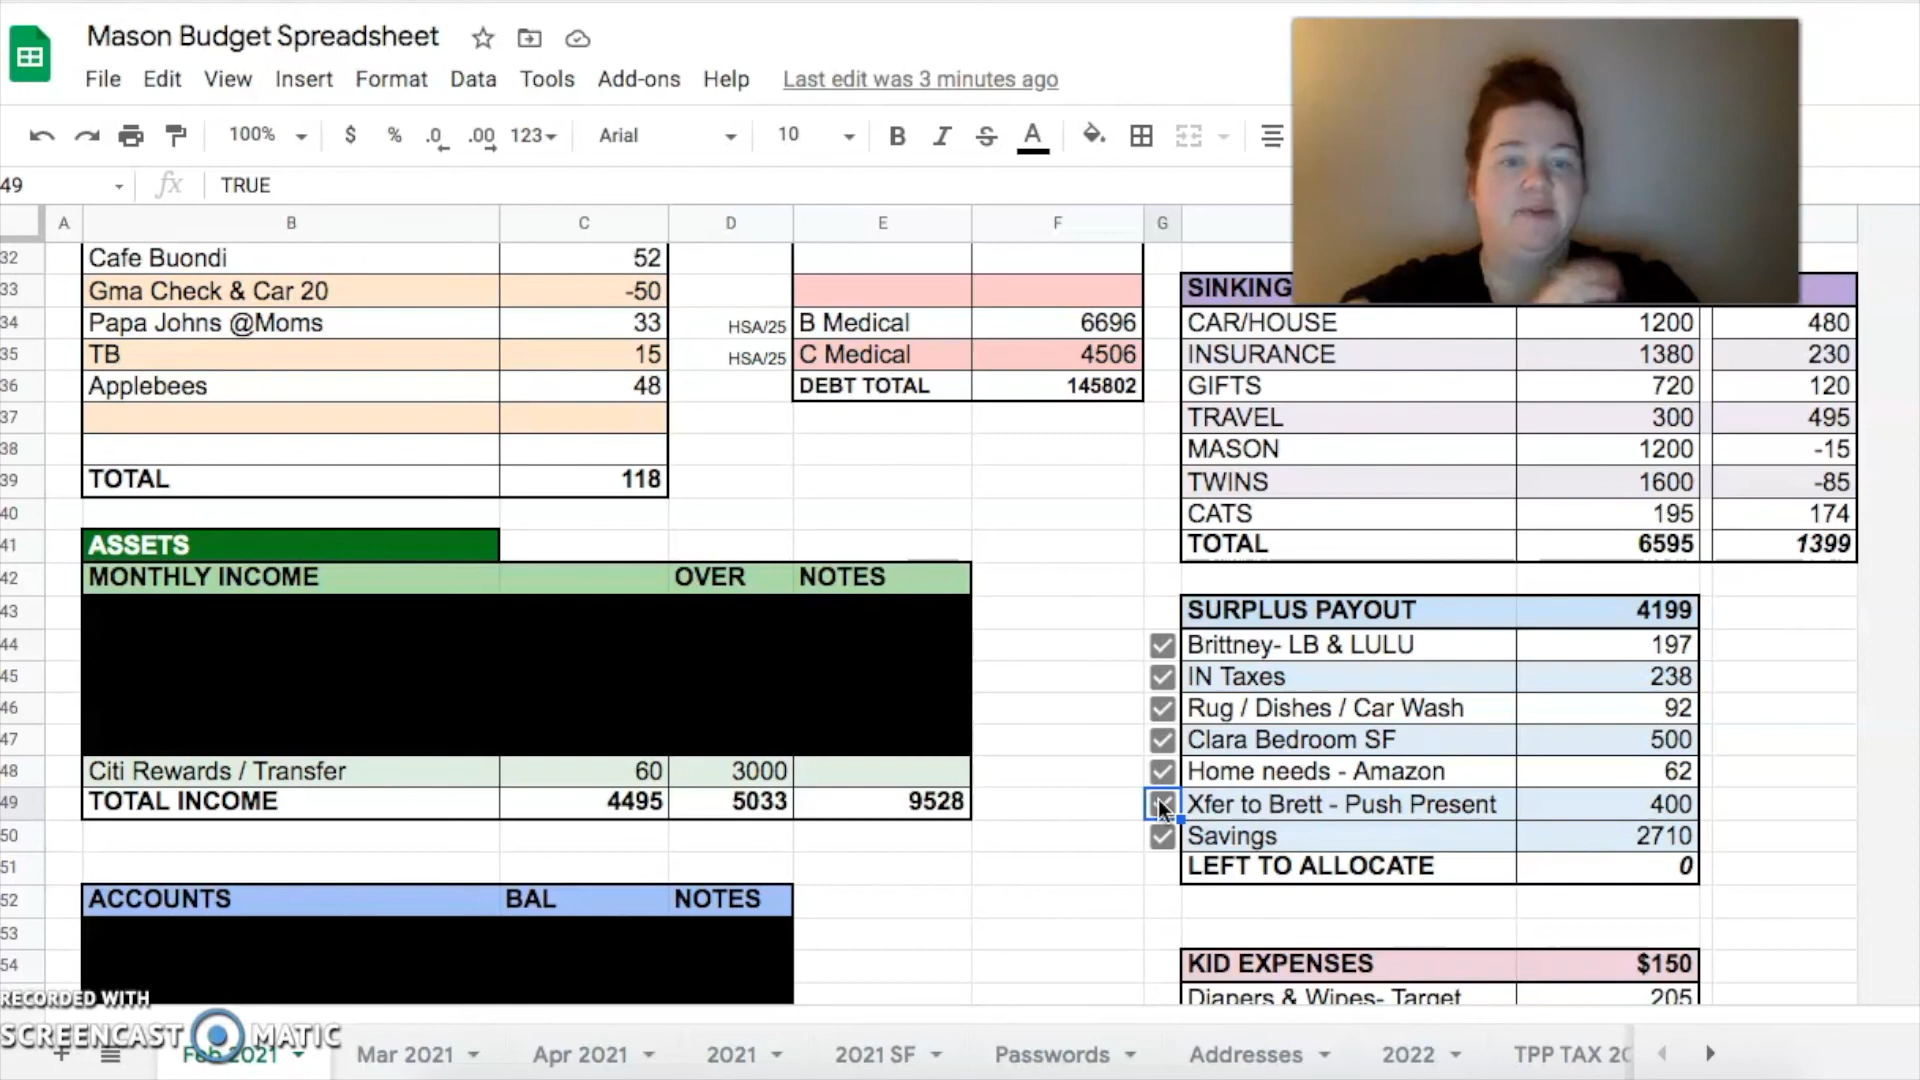 Mason Budget Spreadsheet
File Edit View Insert Format Data Tools Add-ons Help Last edit was 3 minutes ago
100% $ % .0 .00 123 Arial 10 B I S A
49 fx TRUE
A B C D E F G
32 Cafe Buondi 52
33 Gma Check & Car 20 -50 SINKING
34 Papa Johns @Moms 33 HSA/25 B Medical 6696 CAR/HOUSE 1200 480
35 TB 15 HSA/25 C Medical 4506 INSURANCE 1380 230
36 Applebees 48 DEBT TOTAL 145802 GIFTS 720 120
37 TRAVEL 300 495
38 MASON 1200 -15
39 TOTAL 118 TWINS 1600 -85
40 CATS 195 174
41 ASSETS TOTAL 6595 1399
42 MONTHLY INCOME OVER NOTES
43 SURPLUS PAYOUT 4199
44 Brittney- LB & LULU 197
45 IN Taxes 238
46 Rug / Dishes / Car Wash 92
47 Clara Bedroom SF 500
48 Citi Rewards / Transfer 60 3000 Home needs - Amazon 62
49 TOTAL INCOME 4495 5033 9528 Xfer to Brett - Push Present 400
50 Savings 2710
51 LEFT TO ALLOCATE 0
52 ACCOUNTS BAL NOTES
53
54 KID EXPENSES $150
Diapers & Wipes- Target 205
RECORDED WITH
SCREENCAST MATIC
Feb 2021 Mar 2021 Apr 2021 2021 2021 SF Passwords Addresses 2022 TPP TAX